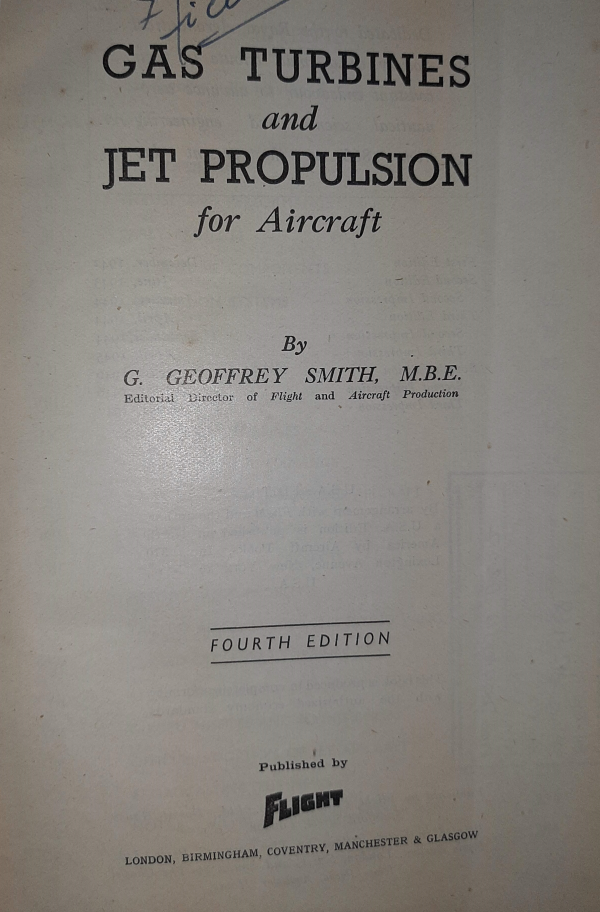 GAS TURBINES
and
JET PROPULSION
for Aircraft
By
G. GEOFFREY SMITH, M.B.E.
Editorial Director of Flight and Aircraft Production
FOURTH EDITION
Published by
FLIGHT
LONDON, BIRMINGHAM, COVENTRY, MANCHESTER & GLASGOW